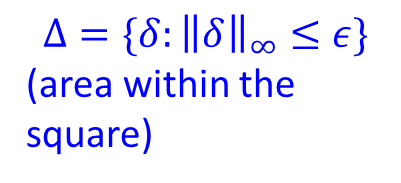 Δ = {δ: ‖δ‖∞ ≤ ϵ}
(area within the
square)